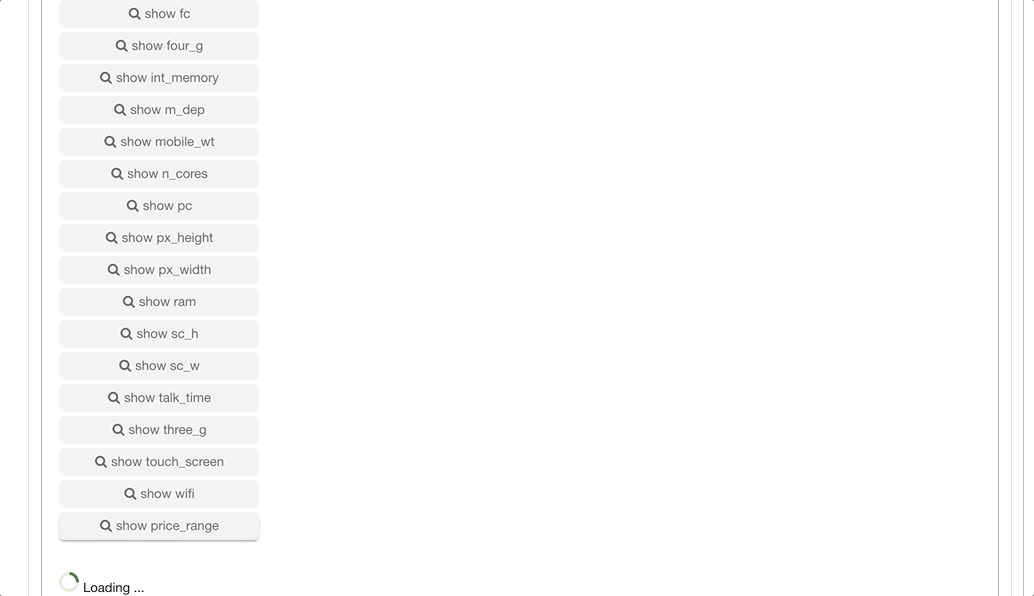 show fc
show four_g
show int_memory
show m_dep
show mobile_wt
show n_cores
show pc
show px_height
show px_width
show ram
show sc_h
show sc_w
show talk_time
show three_g
show touch_screen
show wifi
show price_range
Loading ...